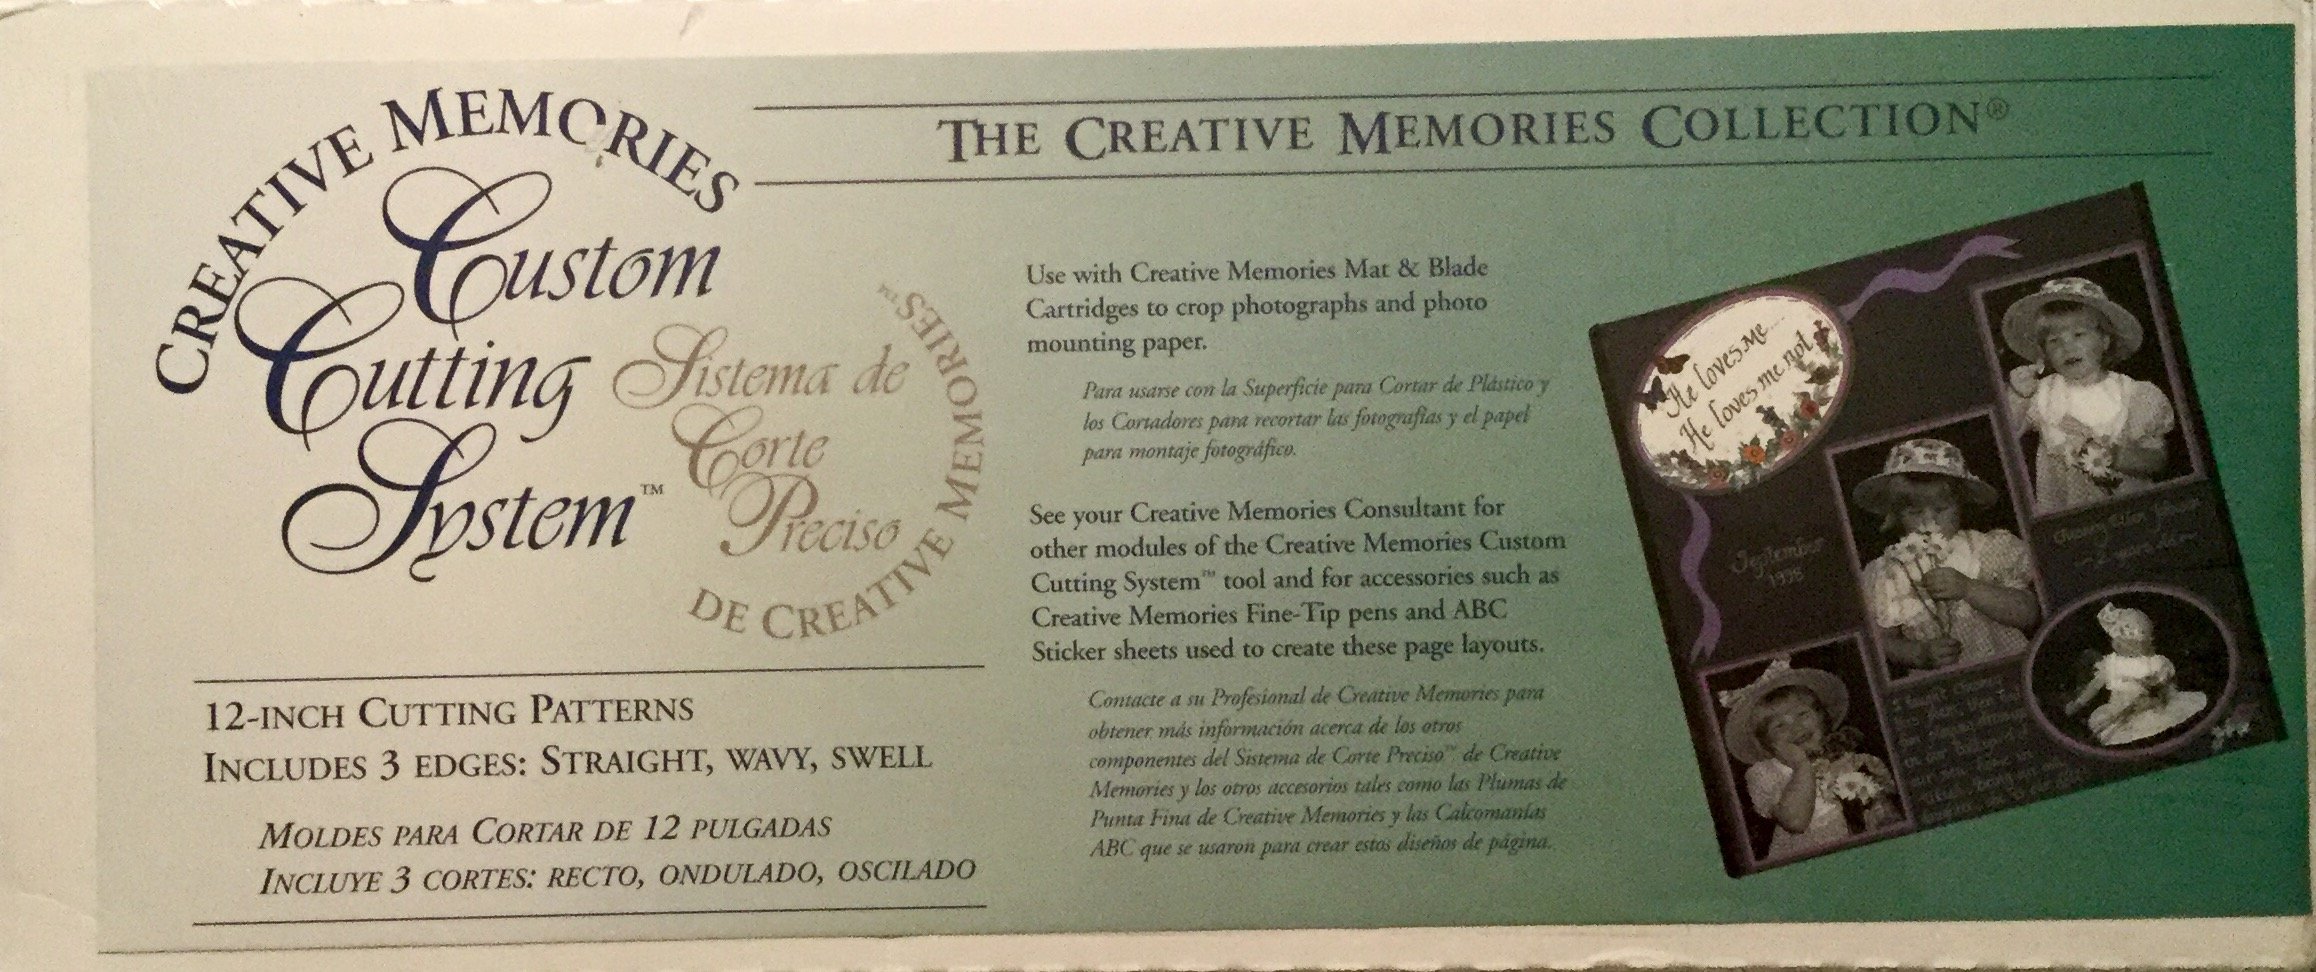 CREATIVE MEMORIES
Custom
Cutting
System™
Sistema de
Corte
Preciso
DE CREATIVE MEMORIES™
12-INCH CUTTING PATTERNS
INCLUDES 3 EDGES: STRAIGHT, WAVY, SWELL
MOLDES PARA CORTAR DE 12 PULGADAS
INCLUYE 3 CORTES: RECTO, ONDULADO, OSCILADO
THE CREATIVE MEMORIES COLLECTION®
Use with Creative Memories Mat & Blade
Cartridges to crop photographs and photo
mounting paper.
Para usarse con la Superficie para Cortar de Plástico y
los Cortadores para recortar las fotografías y el papel
para montaje fotográfico.
See your Creative Memories Consultant for
other modules of the Creative Memories Custom
Cutting System™ tool and for accessories such as
Creative Memories Fine-Tip pens and ABC
Sticker sheets used to create these page layouts.
Contacte a su Profesional de Creative Memories para
obtener más información acerca de los otros
componentes del Sistema de Corte Preciso™ de Creative
Memories y los otros accesorios tales como las Plumas de
Punta Fina de Creative Memories y las Calcomanías
ABC que se usaron para crear estos diseños de página.
He loves me....
He loves me not
September